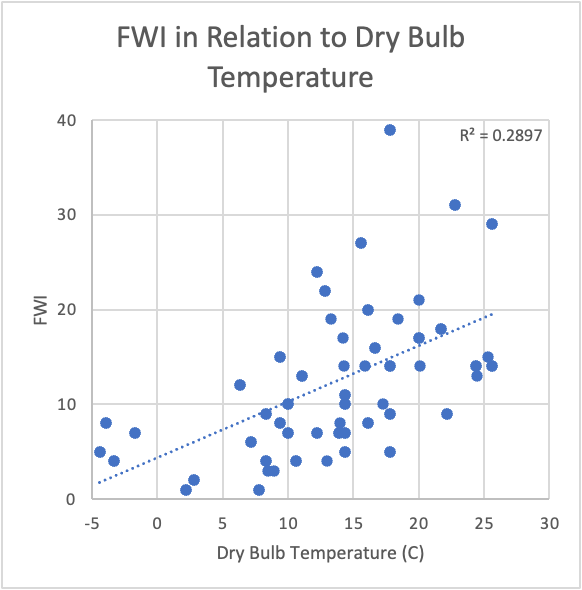 FWI in Relation to Dry Bulb
Temperature
40
R² = 0.2897
30
FWI
20
10
0
-5 0 5 10 15 20 25 30
Dry Bulb Temperature (C)